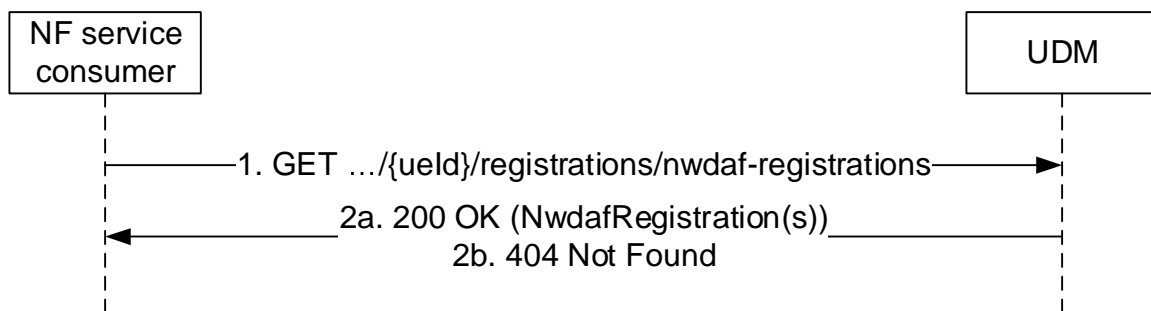 NF service
consumer
UDM
1. GET …/{ueId}/registrations/nwdaf-registrations
2a. 200 OK (NwdafRegistration(s))
2b. 404 Not Found